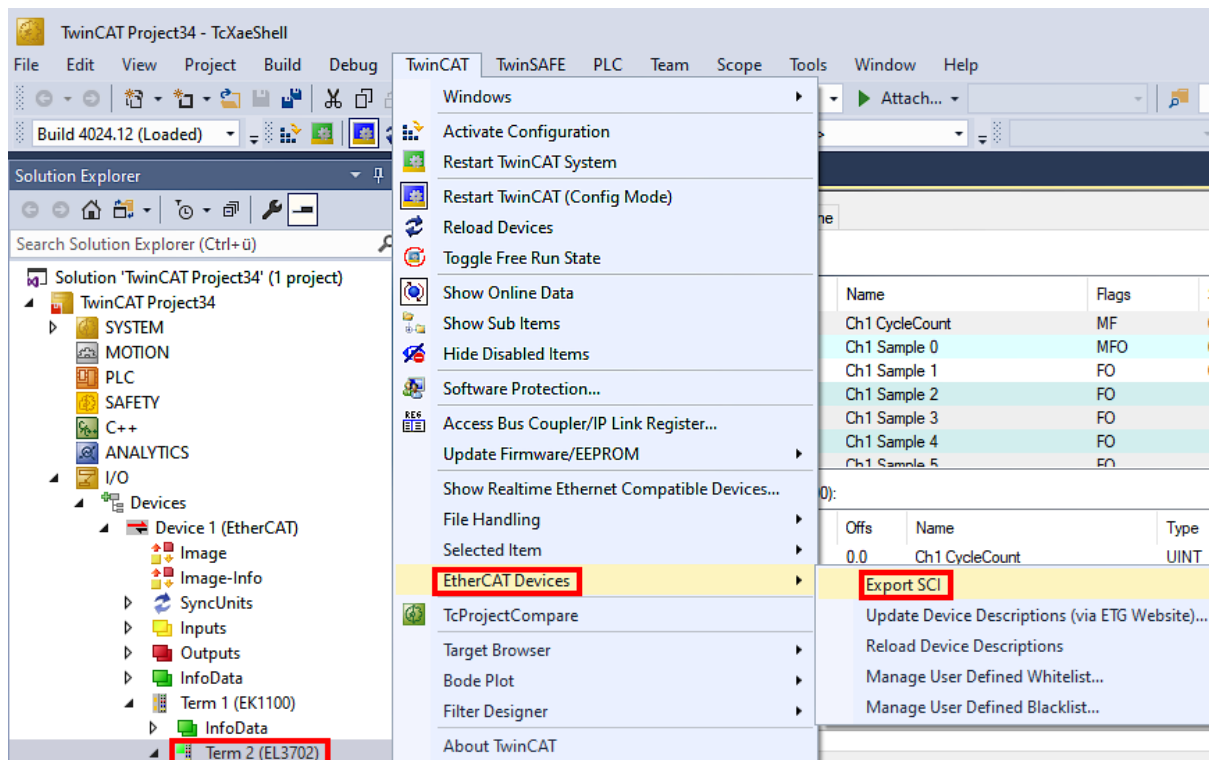 TwinCAT Project34 - TcXaeShell
File Edit View Project Build Debug TwinCAT TwinSAFE PLC Team Scope Tools Window Help
Attach...
Build 4024.12 (Loaded)
Solution Explorer
Search Solution Explorer (Ctrl+ü)
Solution 'TwinCAT Project34' (1 project)
TwinCAT Project34
SYSTEM
MOTION
PLC
SAFETY
C++
ANALYTICS
I/O
Devices
Device 1 (EtherCAT)
Image
Image-Info
SyncUnits
Inputs
Outputs
InfoData
Term 1 (EK1100)
InfoData
Term 2 (EL3702)
Windows
Activate Configuration
Restart TwinCAT System
Restart TwinCAT (Config Mode)
Reload Devices
Toggle Free Run State
Show Online Data
Show Sub Items
Hide Disabled Items
Software Protection...
REG
Access Bus Coupler/IP Link Register...
Update Firmware/EEPROM
Show Realtime Ethernet Compatible Devices...
File Handling
Selected Item
EtherCAT Devices
TcProjectCompare
Target Browser
Bode Plot
Filter Designer
About TwinCAT
Export SCI
Update Device Descriptions (via ETG Website)...
Reload Device Descriptions
Manage User Defined Whitelist...
Manage User Defined Blacklist...
ne
Name Flags
Ch1 CycleCount MF
Ch1 Sample 0 MFO
Ch1 Sample 1 FO
Ch1 Sample 2 FO
Ch1 Sample 3 FO
Ch1 Sample 4 FO
Ch1 Sample 5 FO
0):
Offs Name Type
0.0 Ch1 CycleCount UINT